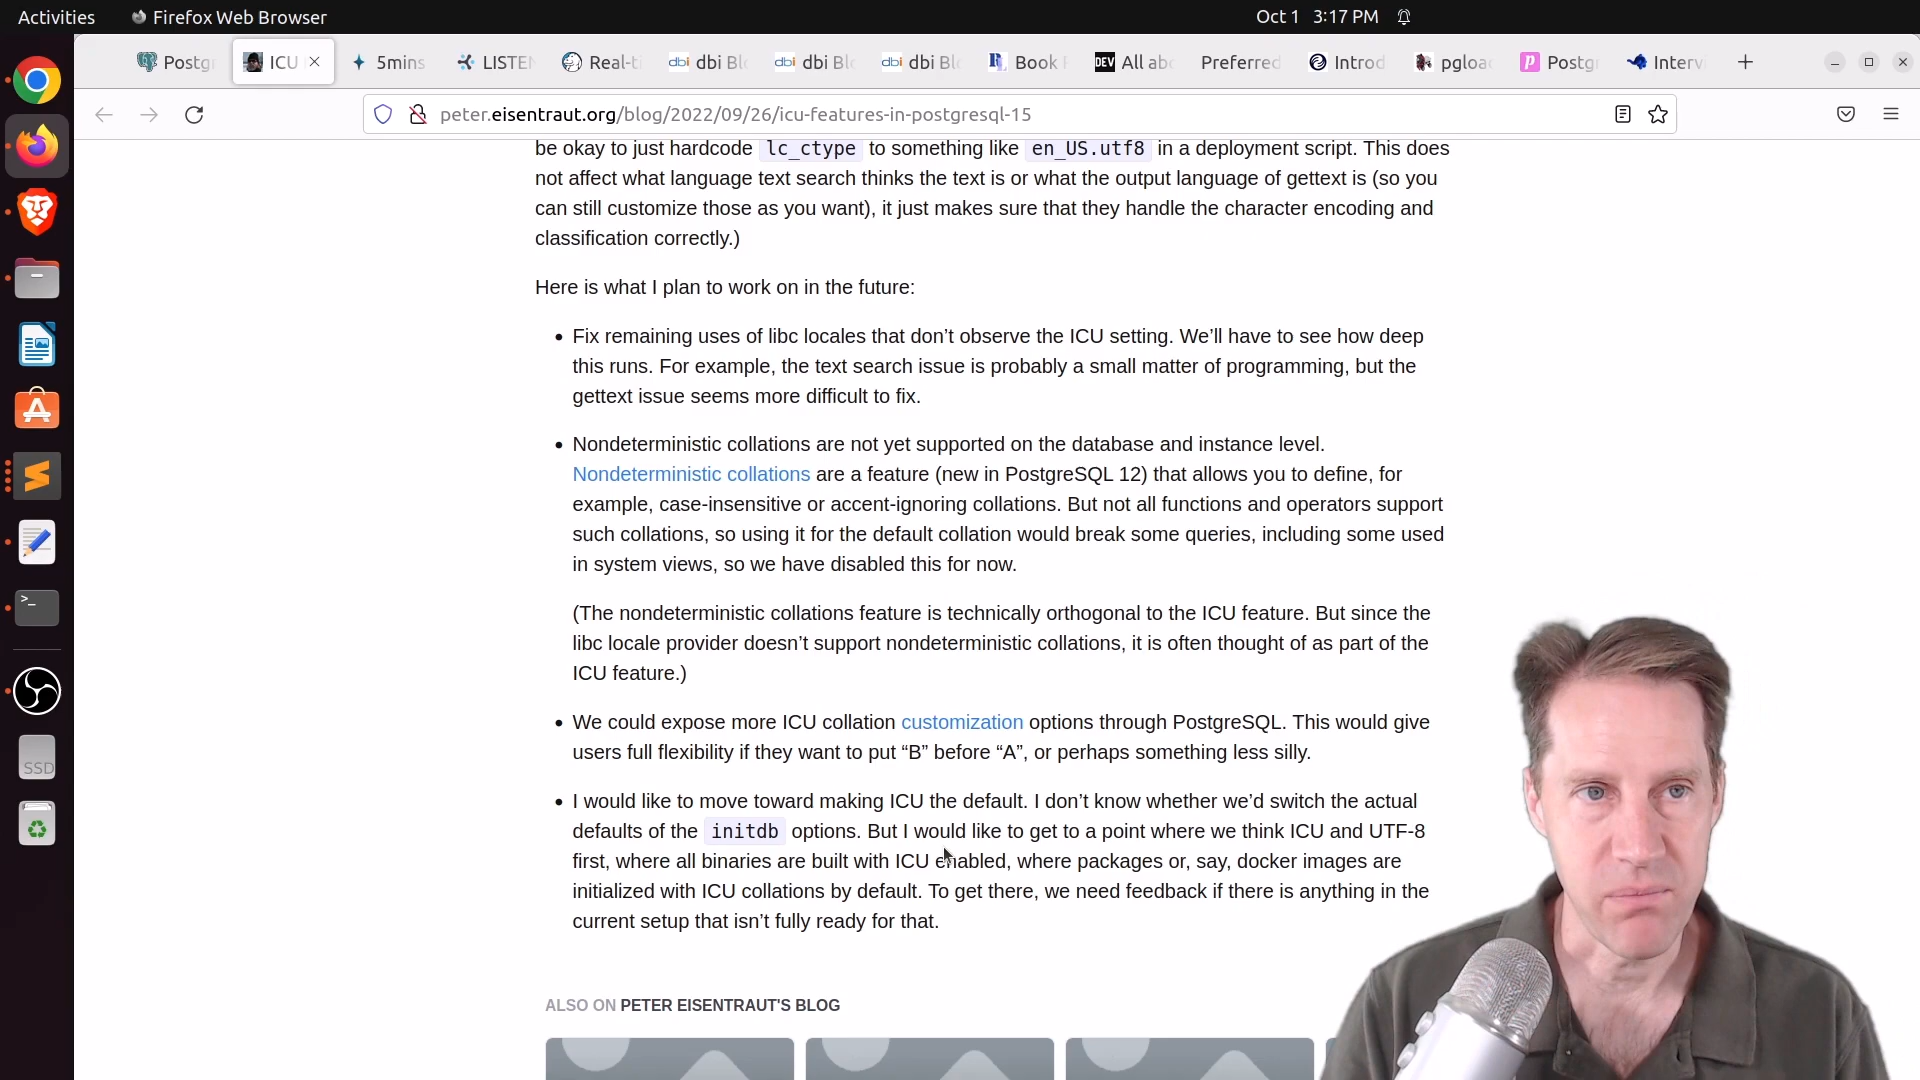 Activities
Firefox Web Browser
Oct 1 3:17 PM
Postgr
ICU
5mins
LISTEN
Real-ti
dbi Blo
dbi Blo
dbi Blo
Book
DEV All abo
Preferred
Introd
pgloa
Postgr
Intervi
peter.eisentraut.org/blog/2022/09/26/icu-features-in-postgresql-15
be okay to just hardcode lc_ctype to something like en_US.utf8 in a deployment script. This does
not affect what language text search thinks the text is or what the output language of gettext is (so you
can still customize those as you want), it just makes sure that they handle the character encoding and
classification correctly.)
Here is what I plan to work on in the future:
• Fix remaining uses of libc locales that don’t observe the ICU setting. We’ll have to see how deep
this runs. For example, the text search issue is probably a small matter of programming, but the
gettext issue seems more difficult to fix.
• Nondeterministic collations are not yet supported on the database and instance level.
Nondeterministic collations are a feature (new in PostgreSQL 12) that allows you to define, for
example, case-insensitive or accent-ignoring collations. But not all functions and operators support
such collations, so using it for the default collation would break some queries, including some used
in system views, so we have disabled this for now.
(The nondeterministic collations feature is technically orthogonal to the ICU feature. But since the
libc locale provider doesn’t support nondeterministic collations, it is often thought of as part of the
ICU feature.)
• We could expose more ICU collation customization options through PostgreSQL. This would give
users full flexibility if they want to put “B” before “A”, or perhaps something less silly.
• I would like to move toward making ICU the default. I don’t know whether we’d switch the actual
defaults of the initdb options. But I would like to get to a point where we think ICU and UTF-8
first, where all binaries are built with ICU enabled, where packages or, say, docker images are
initialized with ICU collations by default. To get there, we need feedback if there is anything in the
current setup that isn’t fully ready for that.
SSD
ALSO ON PETER EISENTRAUT'S BLOG